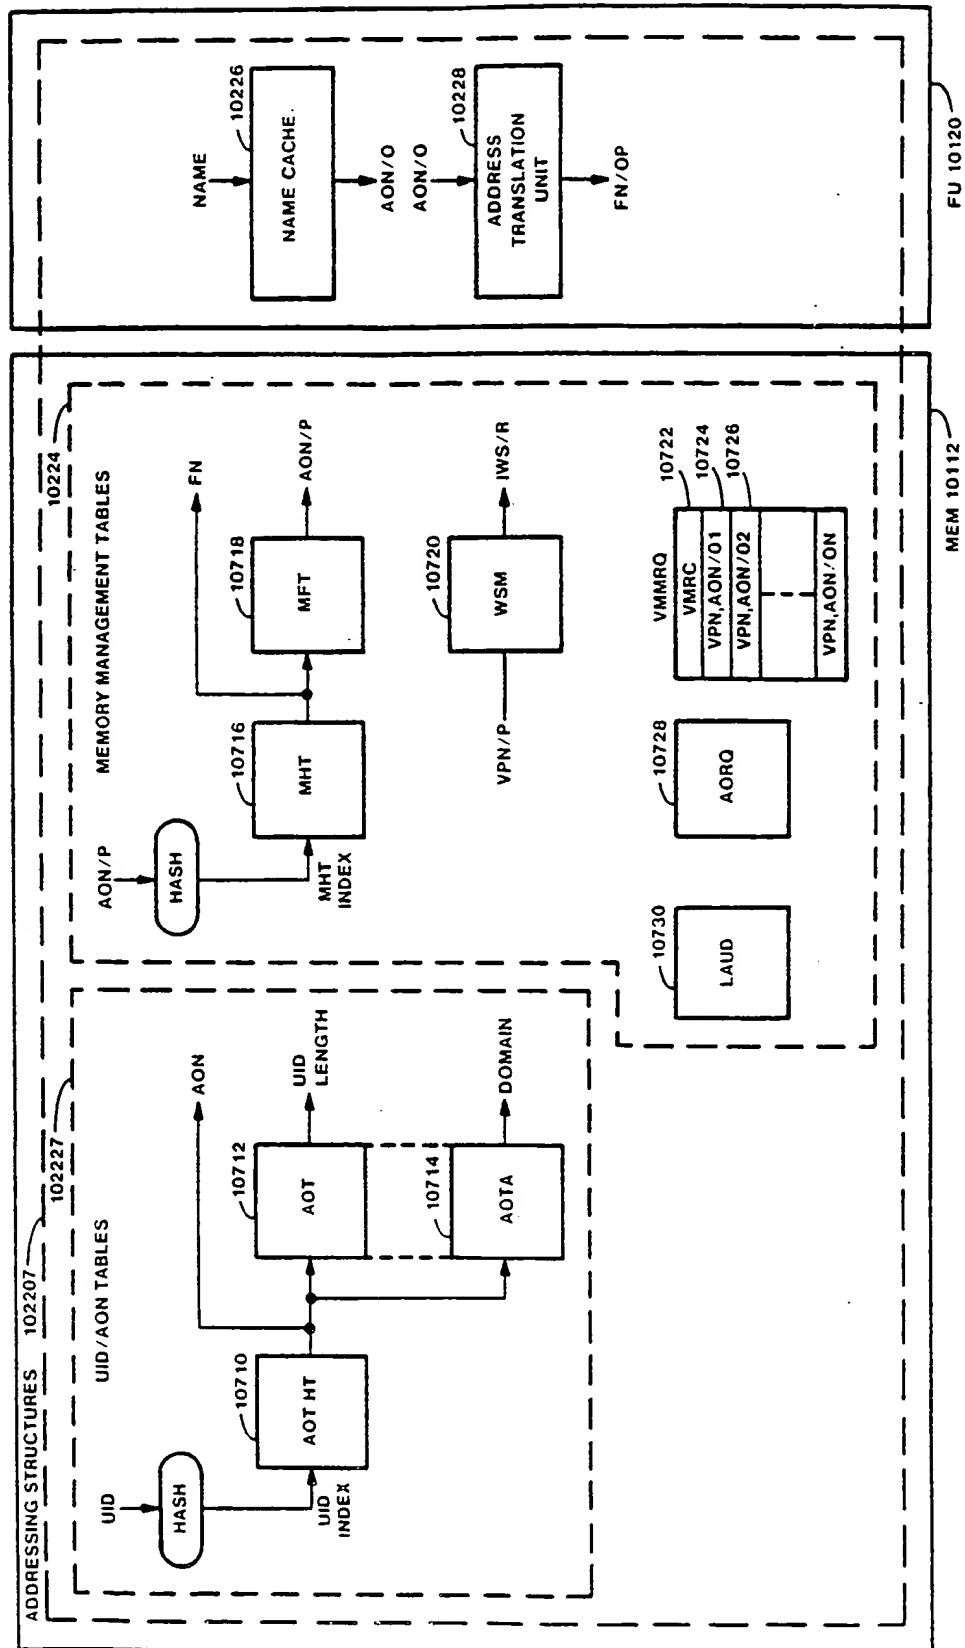 ADDRESSING STRUCTURES 102207
102227
UID/AON TABLES
UID
HASH
UID
INDEX
10710
AOT HT
AON
10712
AOT
UID
LENGTH
10714
AOTA
DOMAIN
10224
MEMORY MANAGEMENT TABLES
AON/P
HASH
MHT
INDEX
10716
MHT
FN
10718
MFT
AON/P
VPN/P
10720
WSM
IWS/R
10730
LAUD
10728
AORQ
VMMRQ
10722
VMRC
10724
VPN,AON/O1
10726
VPN,AON/O2
VPN,AON/ON
MEM 10112
NAME
10226
NAME CACHE.
AON/O
AON/O
10228
ADDRESS
TRANSLATION
UNIT
FN/OP
FU 10120